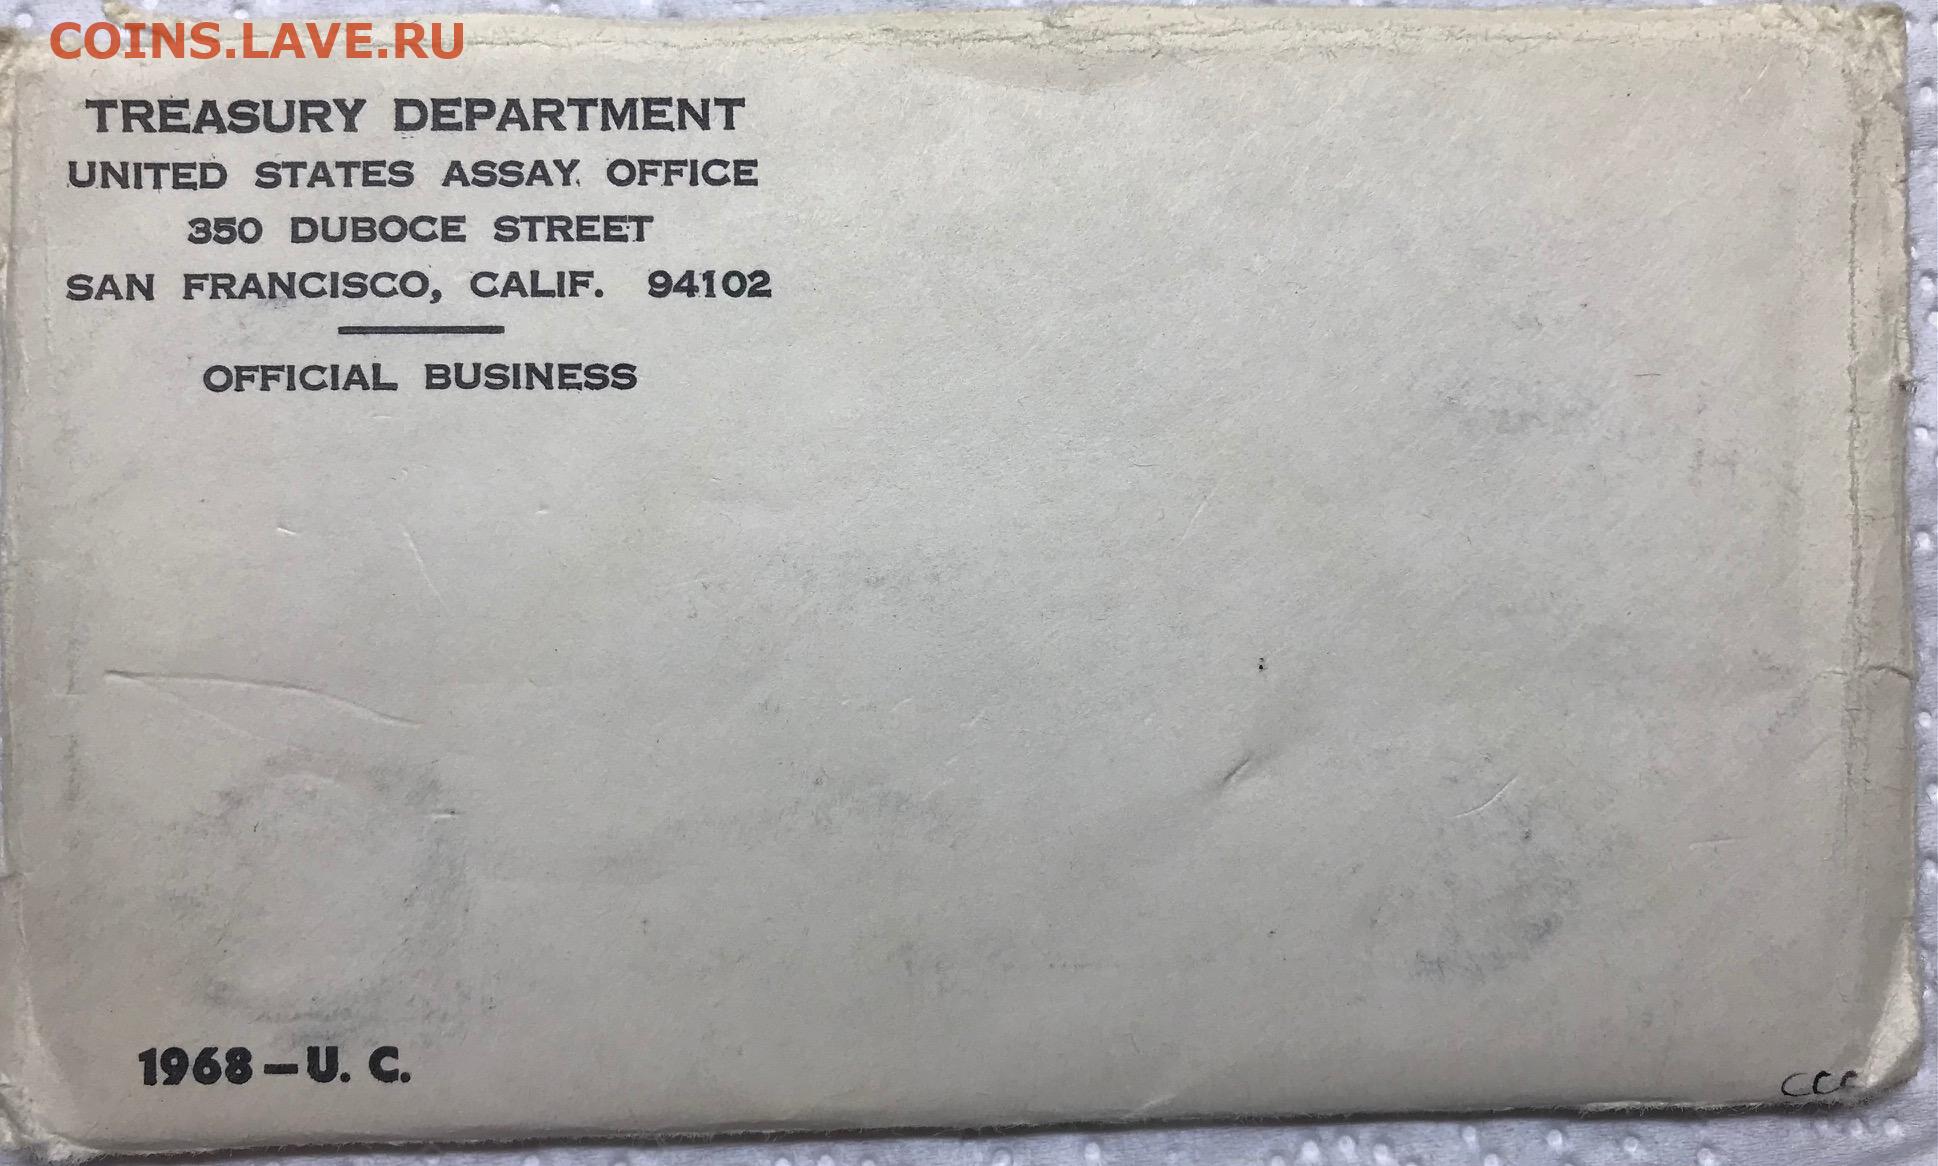 COINS.LAVE.RU
TREASURY DEPARTMENT
UNITED STATES ASSAY OFFICE
350 DUBOCE STREET
SAN FRANCISCO, CALIF. 94102
OFFICIAL BUSINESS
1968 – U. C.
CCC